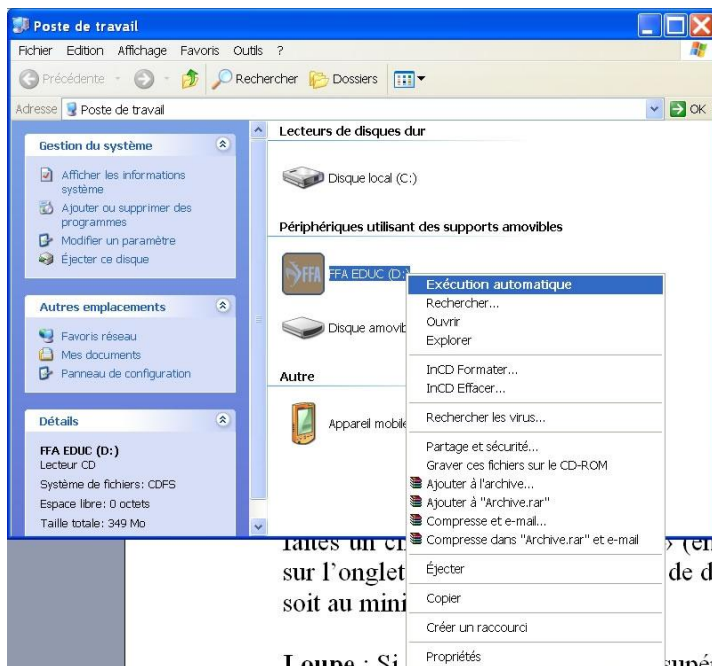 Poste de travail
Fichier Edition Affichage Favoris Outils ?
Précédente Rechercher Dossiers
Adresse Poste de travail OK
Gestion du système
Afficher les informations
système
Ajouter ou supprimer des
programmes
Modifier un paramètre
Éjecter ce disque
Autres emplacements
Favoris réseau
Mes documents
Panneau de configuration
Détails
FFA EDUC (D:)
Lecteur CD
Système de fichiers: CDFS
Espace libre: 0 octets
Taille totale: 349 Mo
Lecteurs de disques dur
Disque local (C:)
Périphériques utilisant des supports amovibles
FFA
FFA EDUC (D:)
Disque amovib
Autre
Appareil mobile
Exécution automatique
Rechercher...
Ouvrir
Explorer
InCD Formater...
InCD Effacer...
Rechercher les virus...
Partage et sécurité...
Graver ces fichiers sur le CD-ROM
Ajouter à l'archive...
Ajouter à "Archive.rar"
Compresse et e-mail...
Compresse dans "Archive.rar" et e-mail
Éjecter
Copier
Créer un raccourci
Propriétés
faites un
sur l'onglet de d
soit au mini
Loupe : Si